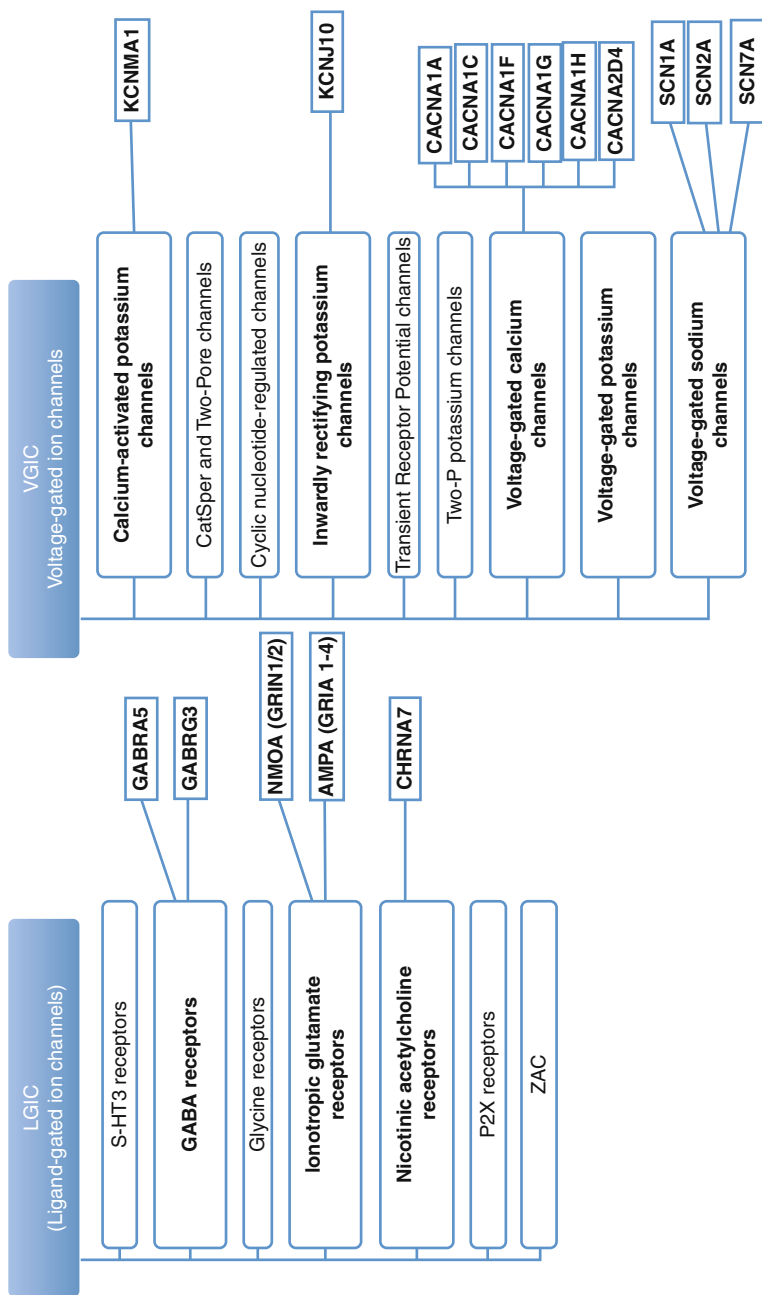 LGIC
(Ligand-gated ion channels)
S-HT3 receptors
GABA receptors
GABRA5
GABRG3
Glycine receptors
Ionotropic glutamate
receptors
NMOA (GRIN1/2)
AMPA (GRIA 1-4)
Nicotinic acetylcholine
receptors
CHRNA7
P2X receptors
ZAC
VGIC
Voltage-gated ion channels
Calcium-activated potassium
channels
KCNMA1
CatSper and Two-Pore channels
Cyclic nucleotide-regulated channels
Inwardly rectifying potassium
channels
KCNJ10
Transient Receptor Potential channels
Two-P potassium channels
Voltage-gated calcium
channels
CACNA1A
CACNA1C
CACNA1F
CACNA1G
CACNA1H
CACNA2D4
Voltage-gated potassium
channels
Voltage-gated sodium
channels
SCN1A
SCN2A
SCN7A